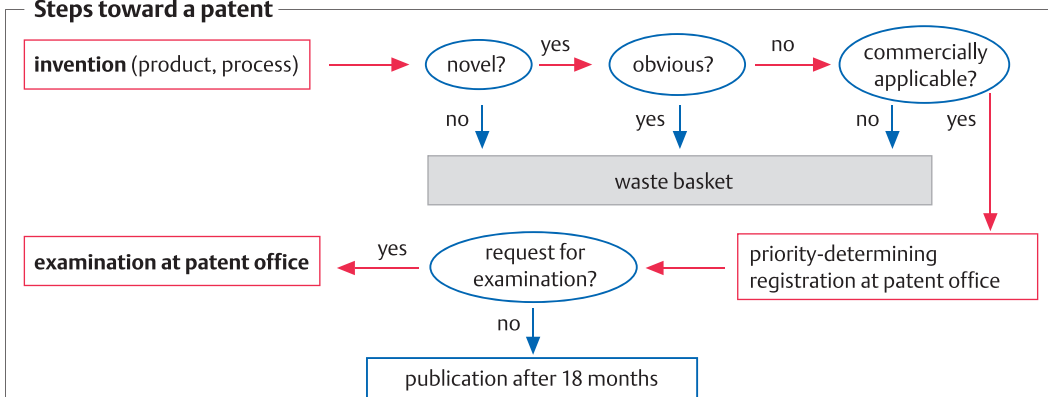 Steps toward a patent
invention (product, process)
novel?
yes
obvious?
no
commercially
applicable?
no
yes
no
yes
waste basket
examination at patent office
yes
request for
examination?
priority-determining
registration at patent office
no
publication after 18 months